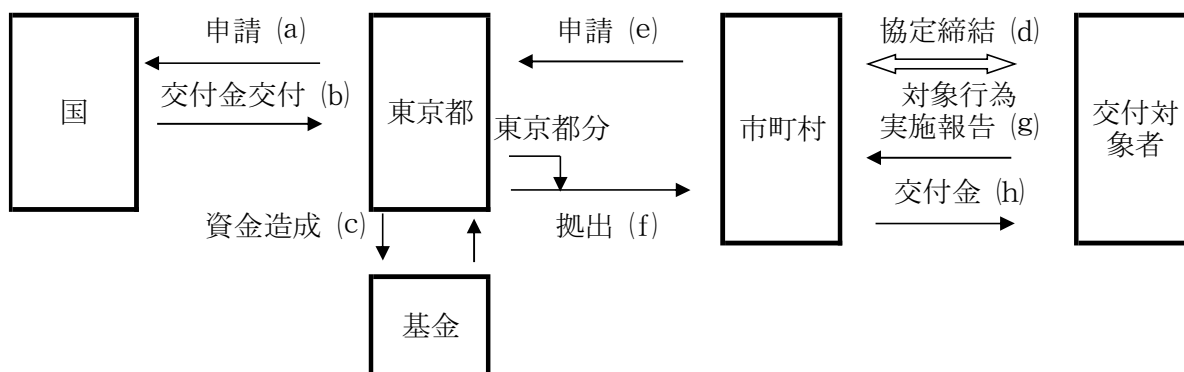 申請 (a)
申請 (e)
協定締結 (d)
交付金交付 (b)
対象行為
国
東京都
市町村
交付対
象者
東京都分
実施報告 (g)
交付金 (h)
資金造成 (c)
拠出 (f)
基金